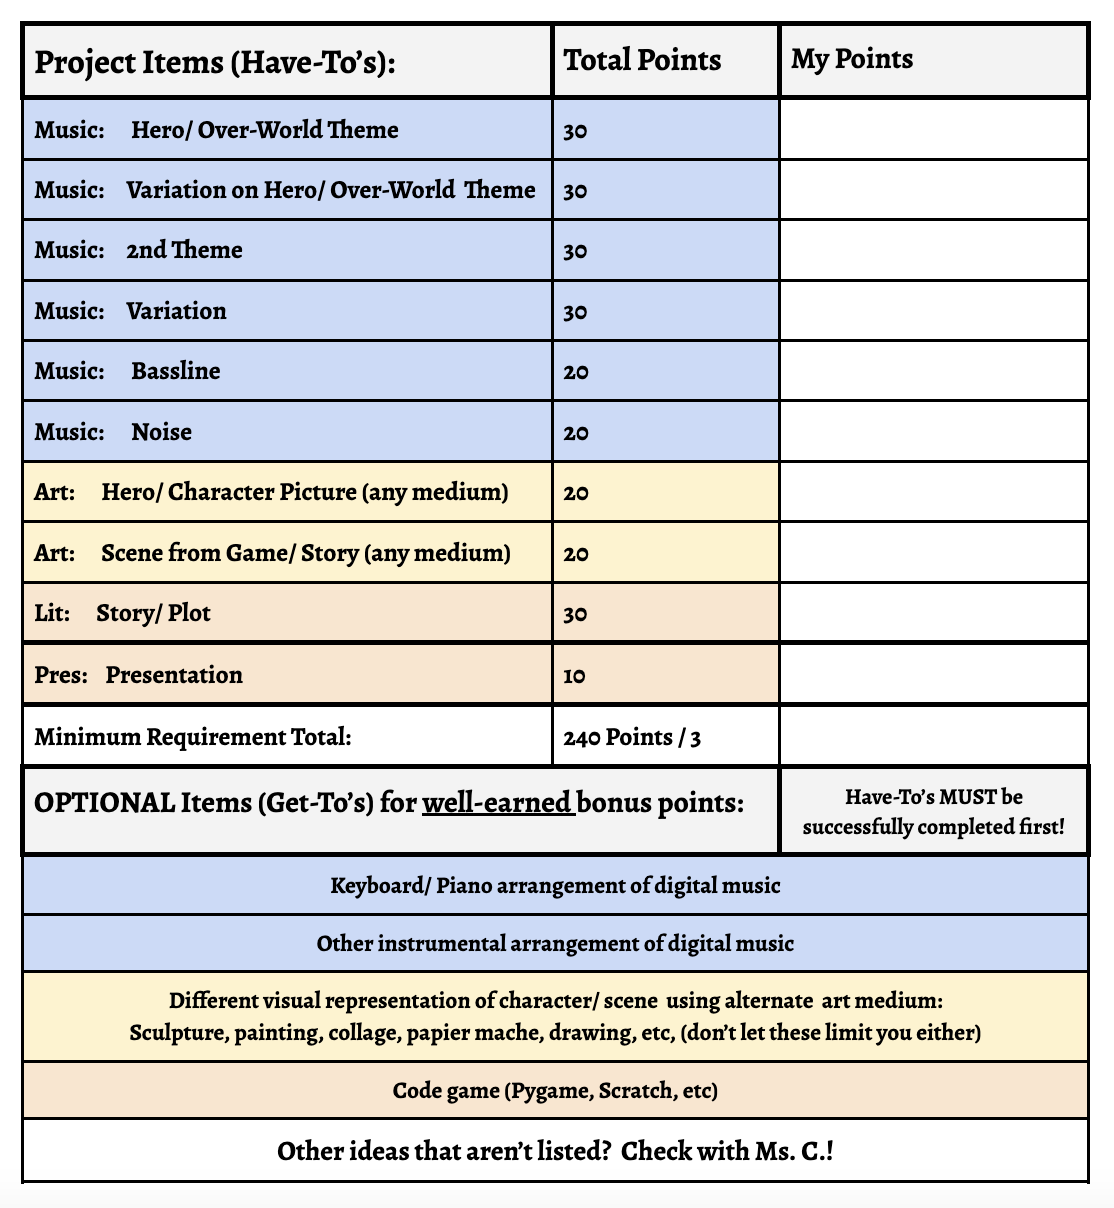 Project Items (Have-To's): Total Points My Points
Music: Hero/ Over-World Theme 30
Music: Variation on Hero/ Over-World Theme 30
Music: 2nd Theme 30
Music: Variation 30
Music: Bassline 20
Music: Noise 20
Art: Hero/ Character Picture (any medium) 20
Art: Scene from Game/ Story (any medium) 20
Lit: Story/ Plot 30
Pres: Presentation 10
Minimum Requirement Total: 240 Points / 3
OPTIONAL Items (Get-To's) for well-earned bonus points:
Have-To's MUST be
successfully completed first!
Keyboard/ Piano arrangement of digital music
Other instrumental arrangement of digital music
Different visual representation of character/ scene using alternate art medium:
Sculpture, painting, collage, papier mache, drawing, etc, (don't let these limit you either)
Code game (Pygame, Scratch, etc)
Other ideas that aren't listed? Check with Ms. C.!